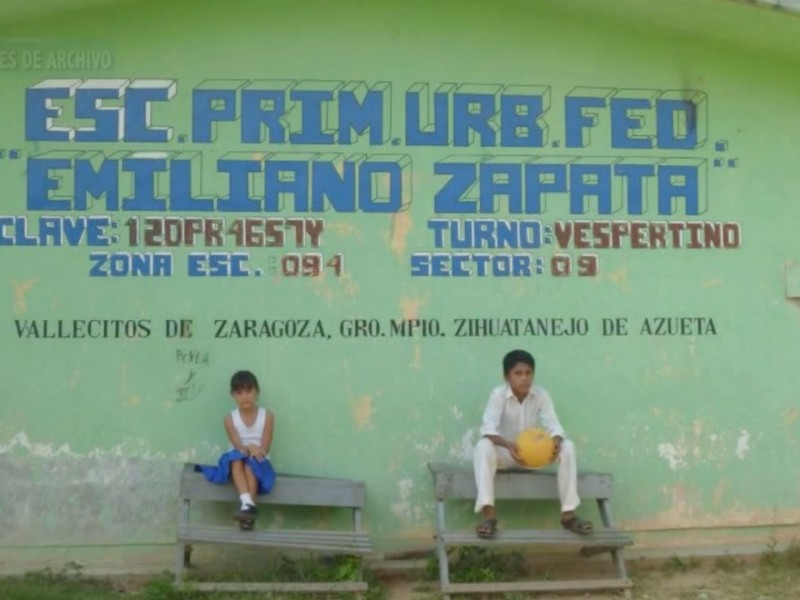 ES DE ARCHIVO
ESC. PRIM. URB. FED.
"EMILIANO ZAPATA"
CLAVE: 12DPR4657Y TURNO: VESPERTINO
ZONA ESC.: 094 SECTOR: 09
VALLECITOS DE ZARAGOZA, GRO. MPIO. ZIHUATANEJO DE AZUETA